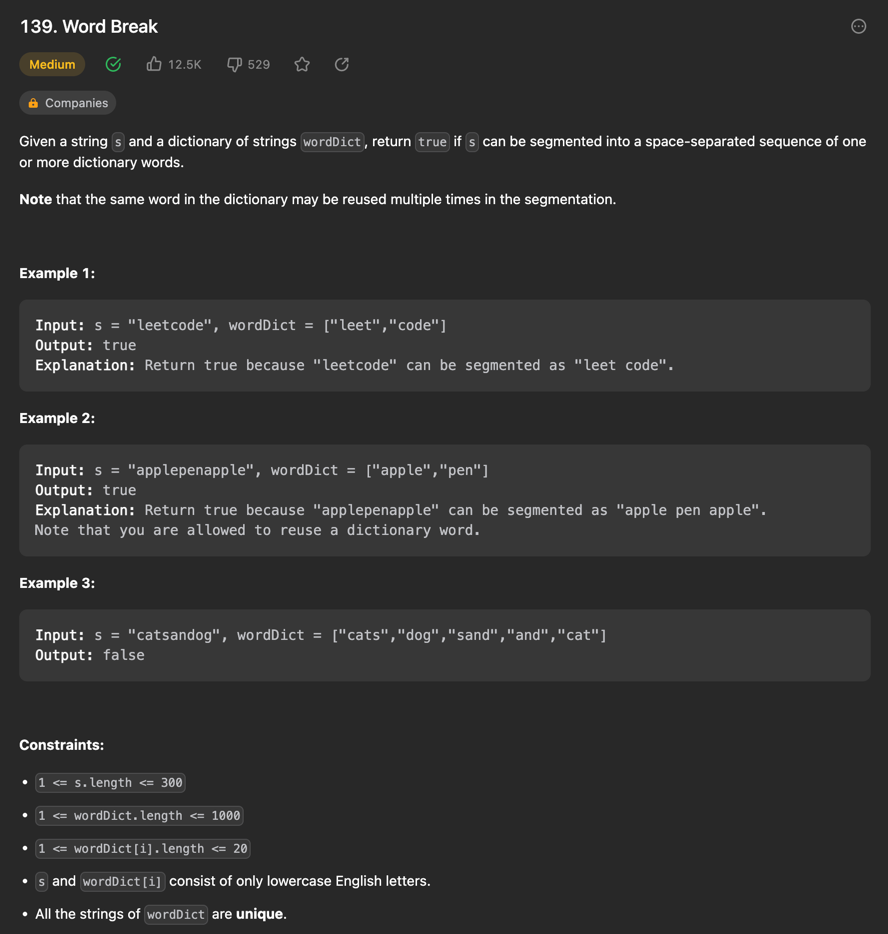 139. Word Break
Medium 12.5K 529
Companies
Given a string s and a dictionary of strings wordDict, return true if s can be segmented into a space-separated sequence of one
or more dictionary words.
Note that the same word in the dictionary may be reused multiple times in the segmentation.
Example 1:
Input: s = "leetcode", wordDict = ["leet","code"]
Output: true
Explanation: Return true because "leetcode" can be segmented as "leet code".
Example 2:
Input: s = "applepenapple", wordDict = ["apple","pen"]
Output: true
Explanation: Return true because "applepenapple" can be segmented as "apple pen apple".
Note that you are allowed to reuse a dictionary word.
Example 3:
Input: s = "catsandog", wordDict = ["cats","dog","sand","and","cat"]
Output: false
Constraints:
• 1 <= s.length <= 300
• 1 <= wordDict.length <= 1000
• 1 <= wordDict[i].length <= 20
• s and wordDict[i] consist of only lowercase English letters.
• All the strings of wordDict are unique.